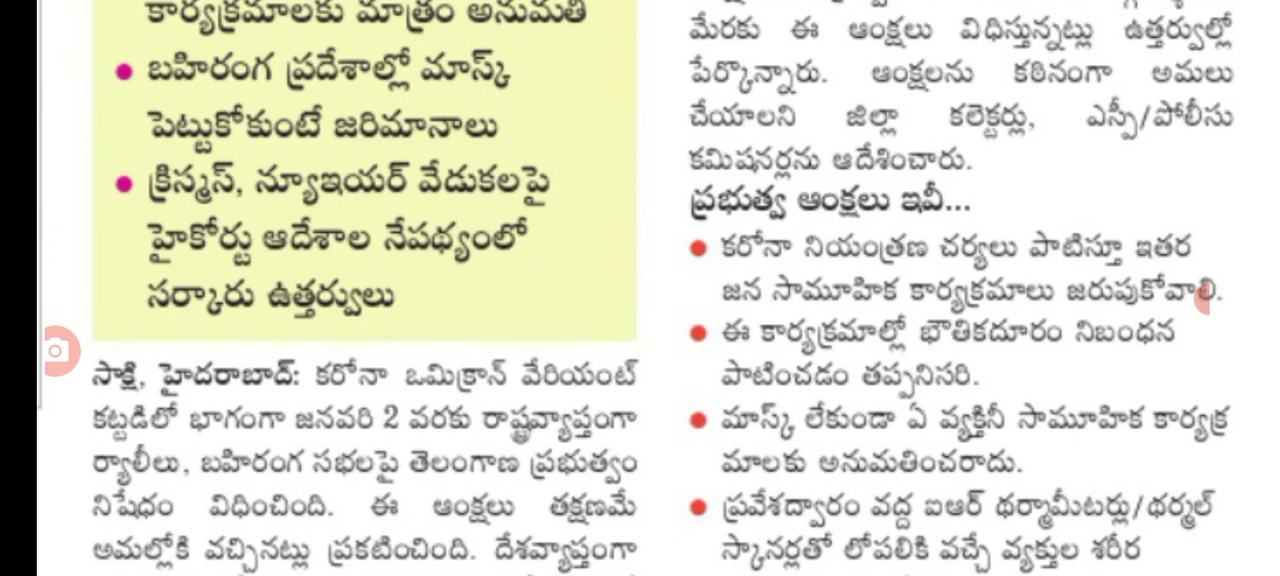 కార్యక్రమాలకు మాత్రం అనుమతి
బహిరంగ ప్రదేశాల్లో మాస్క్
పెట్టుకోకుంటే జరిమానాలు
క్రిస్మస్, న్యూఇయర్ వేడుకలపై
హైకోర్టు ఆదేశాల నేపథ్యంలో
సర్కారు ఉత్తర్వులు
సాక్షి, హైదరాబాద్: కరోనా ఒమిక్రాన్ వేరియంట్
కట్టడిలో భాగంగా జనవరి 2 వరకు రాష్ట్రవ్యాప్తంగా
ర్యాలీలు, బహిరంగ సభలపై తెలంగాణ ప్రభుత్వం
నిషేధం విధించింది. ఈ ఆంక్షలు తక్షణమే
అమల్లోకి వచ్చినట్లు ప్రకటించింది. దేశవ్యాప్తంగా
మేరకు ఈ ఆంక్షలు విధిస్తున్నట్లు ఉత్తర్వుల్లో
పేర్కొన్నారు. ఆంక్షలను కఠినంగా అమలు
చేయాలని జిల్లా కలెక్టర్లు, ఎస్పీ/పోలీసు
కమిషనర్లను ఆదేశించారు.
ప్రభుత్వ ఆంక్షలు ఇవీ...
కరోనా నియంత్రణ చర్యలు పాటిస్తూ ఇతర
జన సామూహిక కార్యక్రమాలు జరుపుకోవాలి.
ఈ కార్యక్రమాల్లో భౌతికదూరం నిబంధన
పాటించడం తప్పనిసరి.
మాస్క్ లేకుండా ఏ వ్యక్తినీ సామూహిక కార్యక్ర
మాలకు అనుమతించరాదు.
ప్రవేశద్వారం వద్ద ఐఆర్ థర్మామీటర్లు/థర్మల్
స్కానర్లతో లోపలికి వచ్చే వ్యక్తుల శరీర